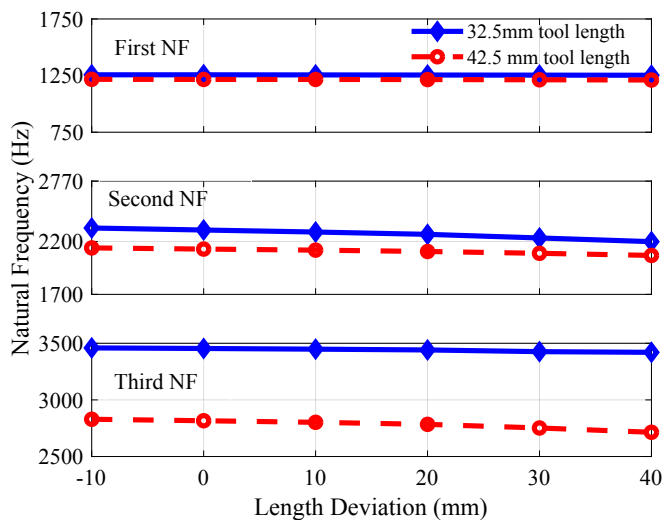 Natural Frequency (Hz)
1750
1250
750
First NF
32.5mm tool length
42.5 mm tool length
2770
2200
1700
Second NF
3500
3000
2500
Third NF
-10 0 10 20 30 40
Length Deviation (mm)